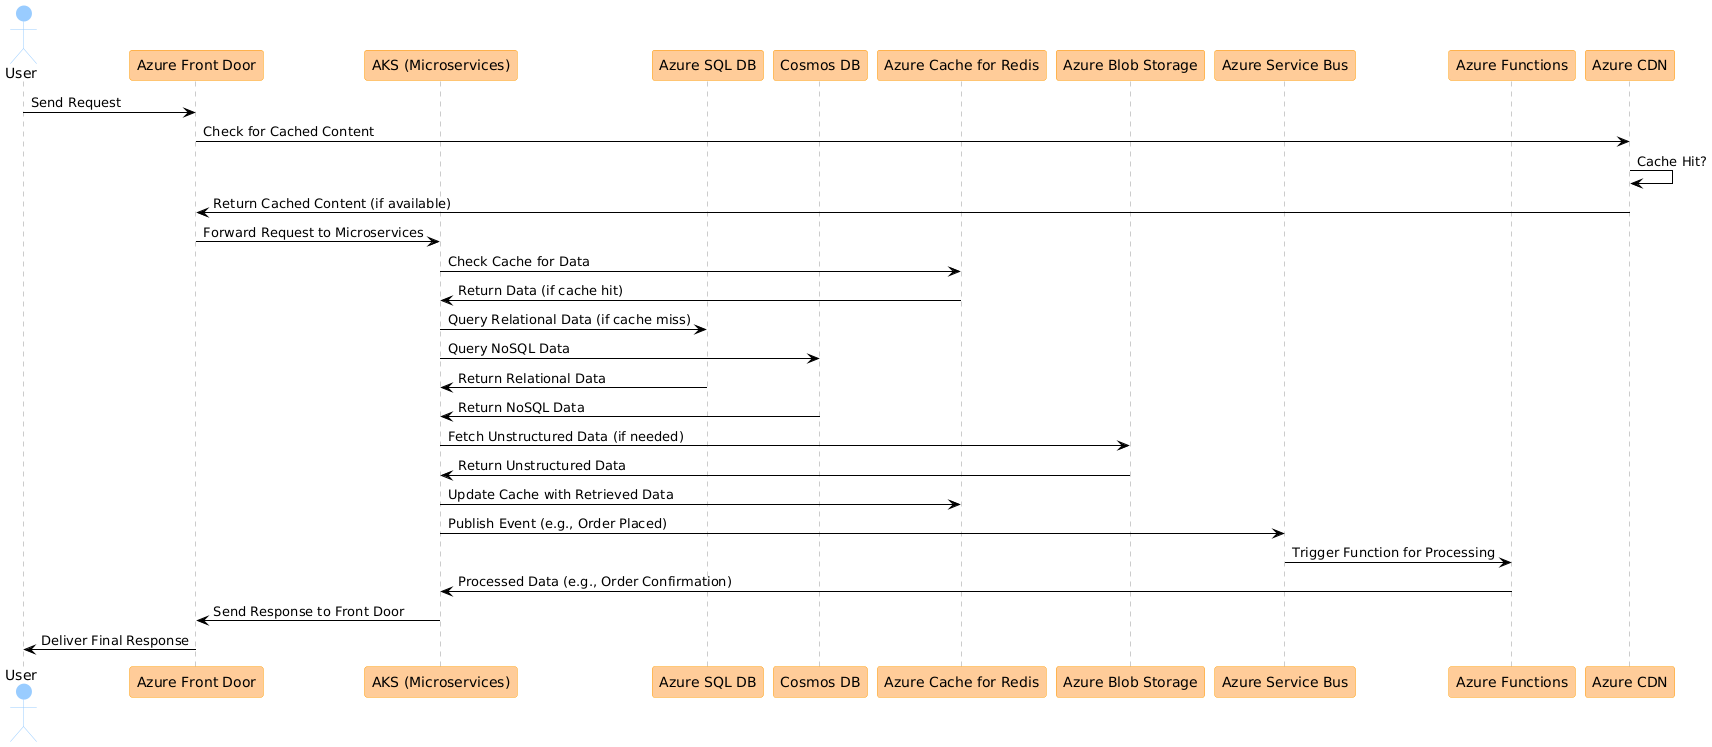 User
Azure Front Door
AKS (Microservices)
Azure SQL DB
Cosmos DB
Azure Cache for Redis
Azure Blob Storage
Azure Service Bus
Azure Functions
Azure CDN
Send Request
Check for Cached Content
Cache Hit?
Return Cached Content (if available)
Forward Request to Microservices
Check Cache for Data
Return Data (if cache hit)
Query Relational Data (if cache miss)
Query NoSQL Data
Return Relational Data
Return NoSQL Data
Fetch Unstructured Data (if needed)
Return Unstructured Data
Update Cache with Retrieved Data
Publish Event (e.g., Order Placed)
Trigger Function for Processing
Processed Data (e.g., Order Confirmation)
Send Response to Front Door
Deliver Final Response
User
Azure Front Door
AKS (Microservices)
Azure SQL DB
Cosmos DB
Azure Cache for Redis
Azure Blob Storage
Azure Service Bus
Azure Functions
Azure CDN